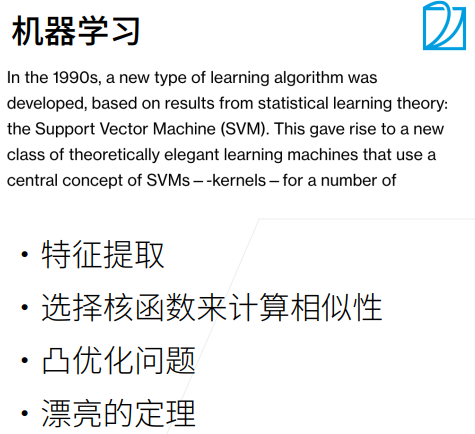 机器学习
In the 1990s, a new type of learning algorithm was
developed, based on results from statistical learning theory:
the Support Vector Machine (SVM). This gave rise to a new
class of theoretically elegant learning machines that use a
central concept of SVMs – -kernels – for a number of
• 特征提取
• 选择核函数来计算相似性
• 凸优化问题
• 漂亮的定理